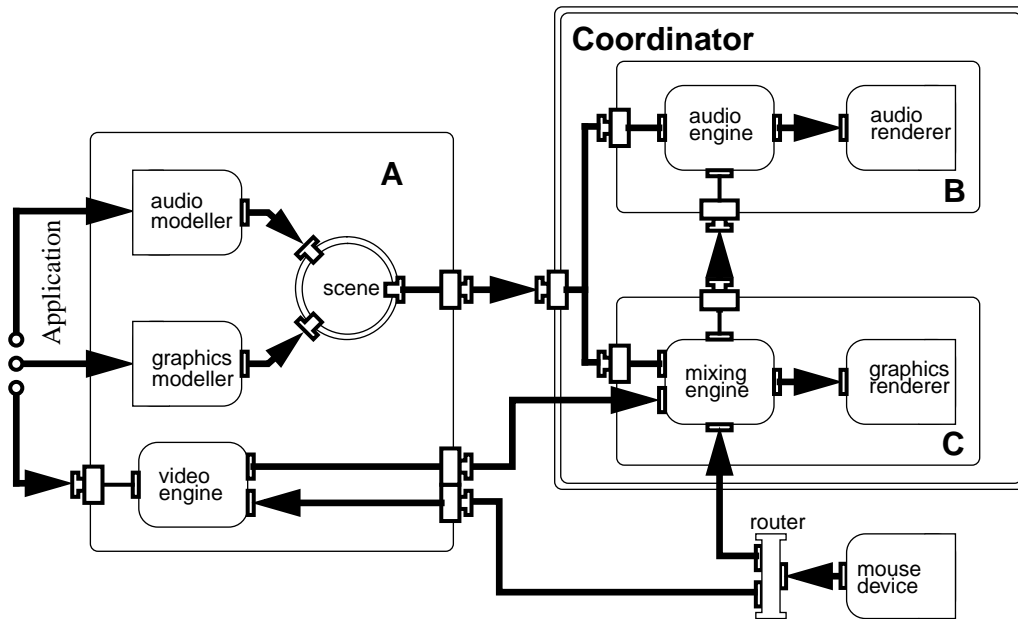 Coordinator
audio
engine
audio
renderer
B
A
audio
modeller
Application
scene
graphics
modeller
mixing
engine
graphics
renderer
C
video
engine
router
mouse
device